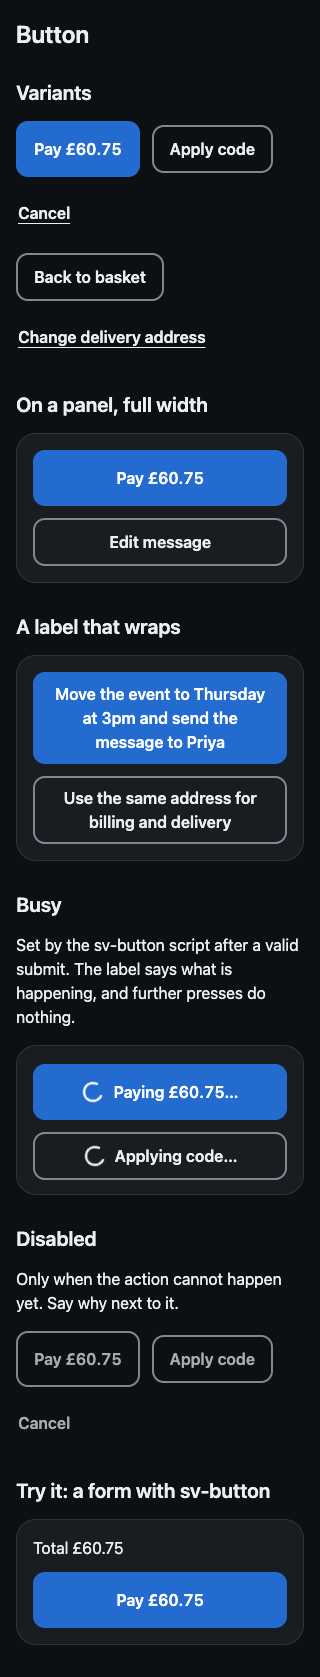 Button
Variants
Pay £60.75
Apply code
Cancel
Back to basket
Change delivery address
On a panel, full width
Pay £60.75
Edit message
A label that wraps
Move the event to Thursday
at 3pm and send the
message to Priya
Use the same address for
billing and delivery
Busy
Set by the sv-button script after a valid
submit. The label says what is
happening, and further presses do
nothing.
Paying £60.75...
Applying code...
Disabled
Only when the action cannot happen
yet. Say why next to it.
Pay £60.75
Apply code
Cancel
Try it: a form with sv-button
Total £60.75
Pay £60.75